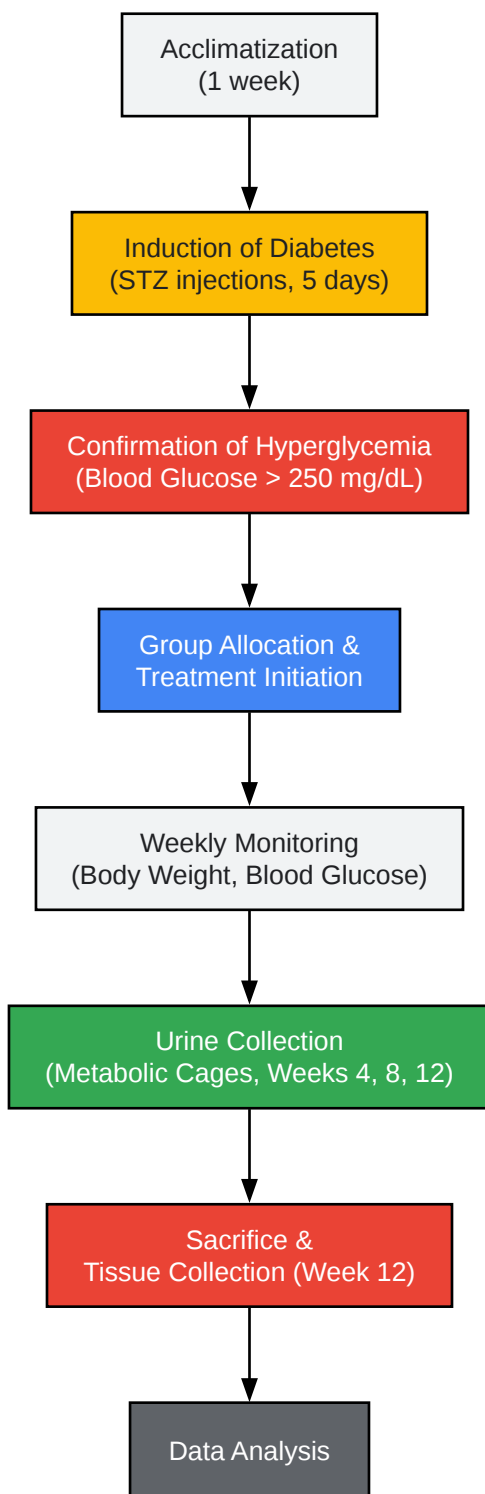 Acclimatization
(1 week)
Induction of Diabetes
(STZ injections, 5 days)
Confirmation of Hyperglycemia
(Blood Glucose > 250 mg/dL)
Group Allocation &
Treatment Initiation
Weekly Monitoring
(Body Weight, Blood Glucose)
Urine Collection
(Metabolic Cages, Weeks 4, 8, 12)
Sacrifice &
Tissue Collection (Week 12)
Data Analysis